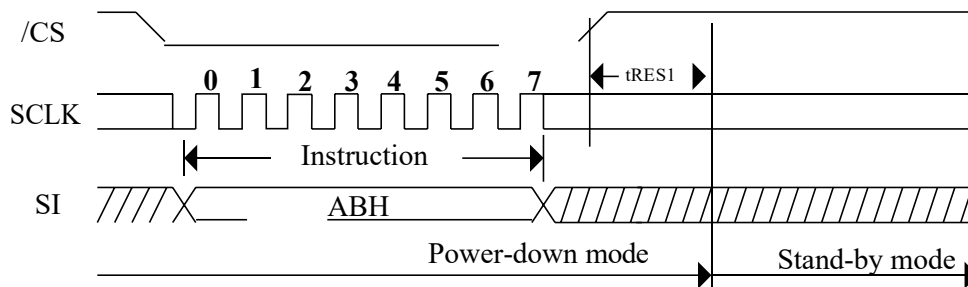 /CS
tRES1
0 1 2 3 4 5 6 7
SCLK
Instruction
SI
ABH
Power-down mode
Stand-by mode